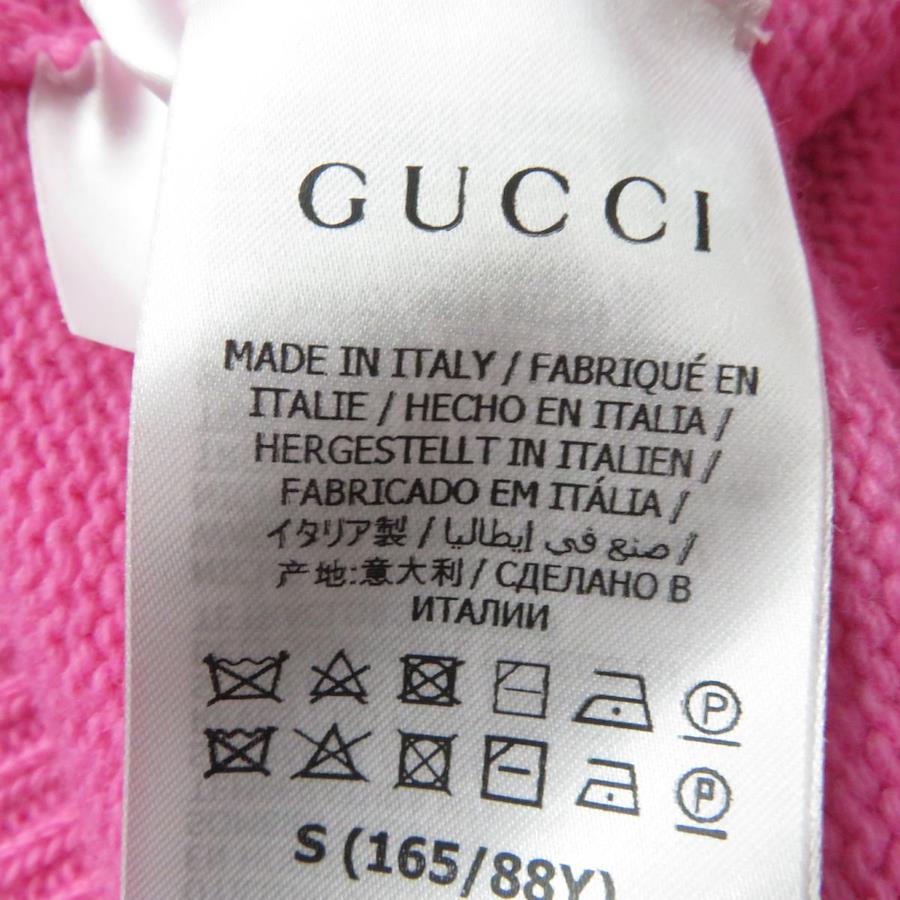 GUCCI
MADE IN ITALY / FABRIQUÉ EN
ITALIE / HECHO EN ITALIA /
HERGESTELLT IN ITALIEN /
FABRICADO EM ITÁLIA /
イタリア製 / صنع في إيطاليا /
产地:意大利 / СДЕЛАНО В
ИТАЛИИ
P
P
S (165/88Y)